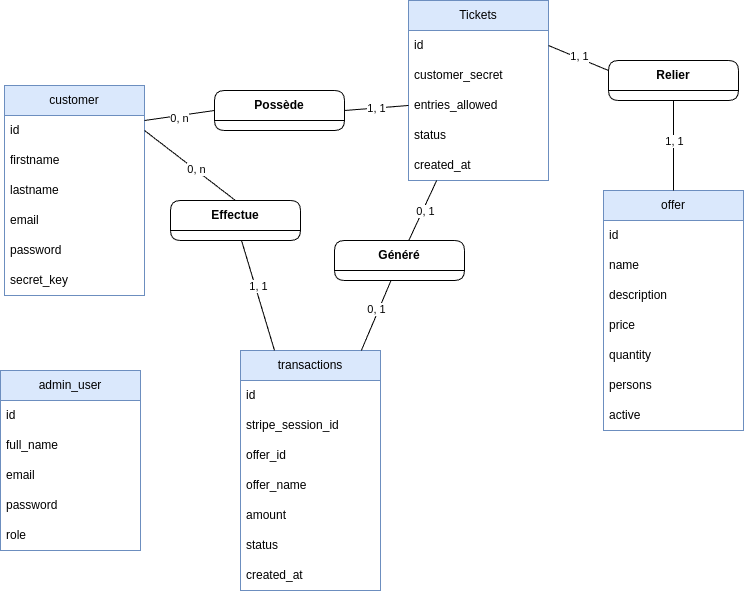 Tickets
id
customer_secret
entries_allowed
status
created_at
1, 1
Relier
customer
id
firstname
lastname
email
password
secret_key
0, n
Possède
1, 1
0, n
Effectue
1, 1
0, 1
Généré
0, 1
1, 1
offer
id
name
description
price
quantity
persons
active
transactions
id
stripe_session_id
offer_id
offer_name
amount
status
created_at
admin_user
id
full_name
email
password
role